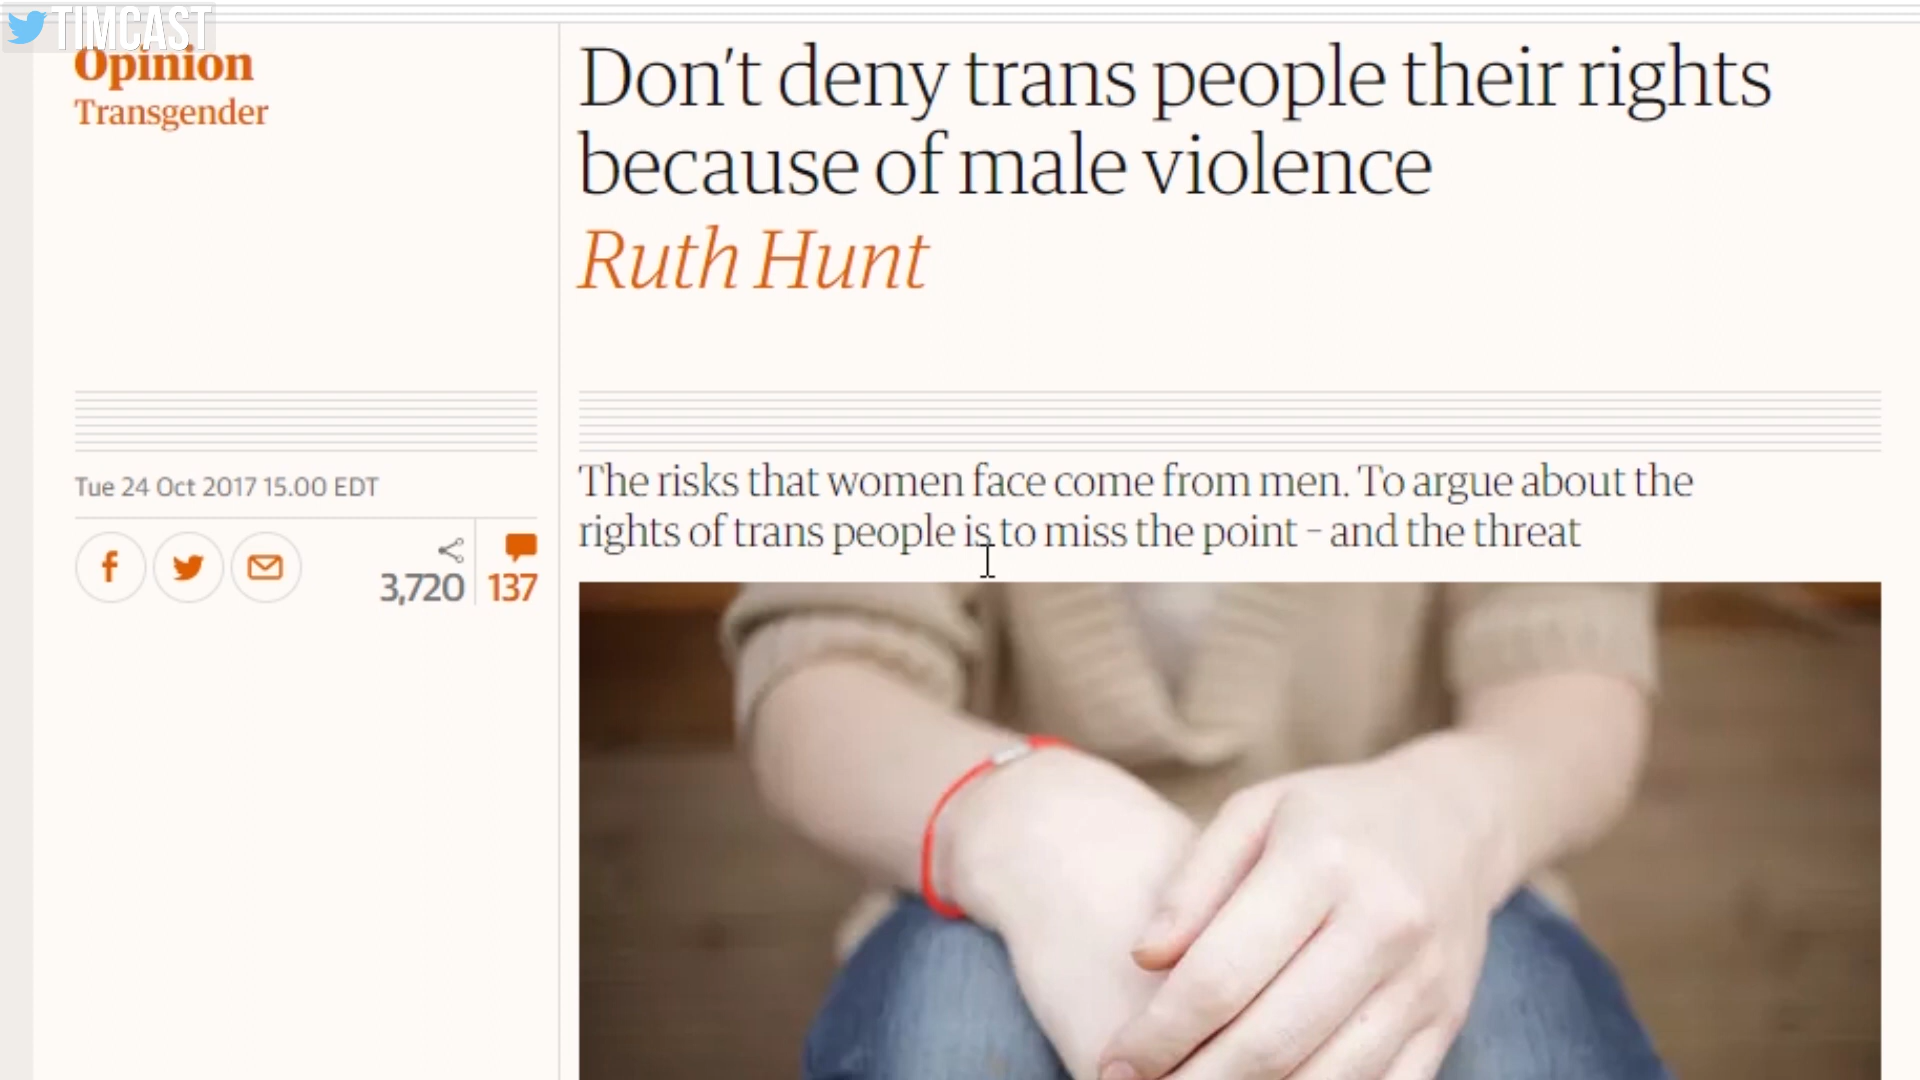 TIMCAST
Opinion
Transgender
Don't deny trans people their rights
because of male violence
Ruth Hunt
Tue 24 Oct 2017 15.00 EDT
3,720
137
The risks that women face come from men. To argue about the
rights of trans people is to miss the point – and the threat